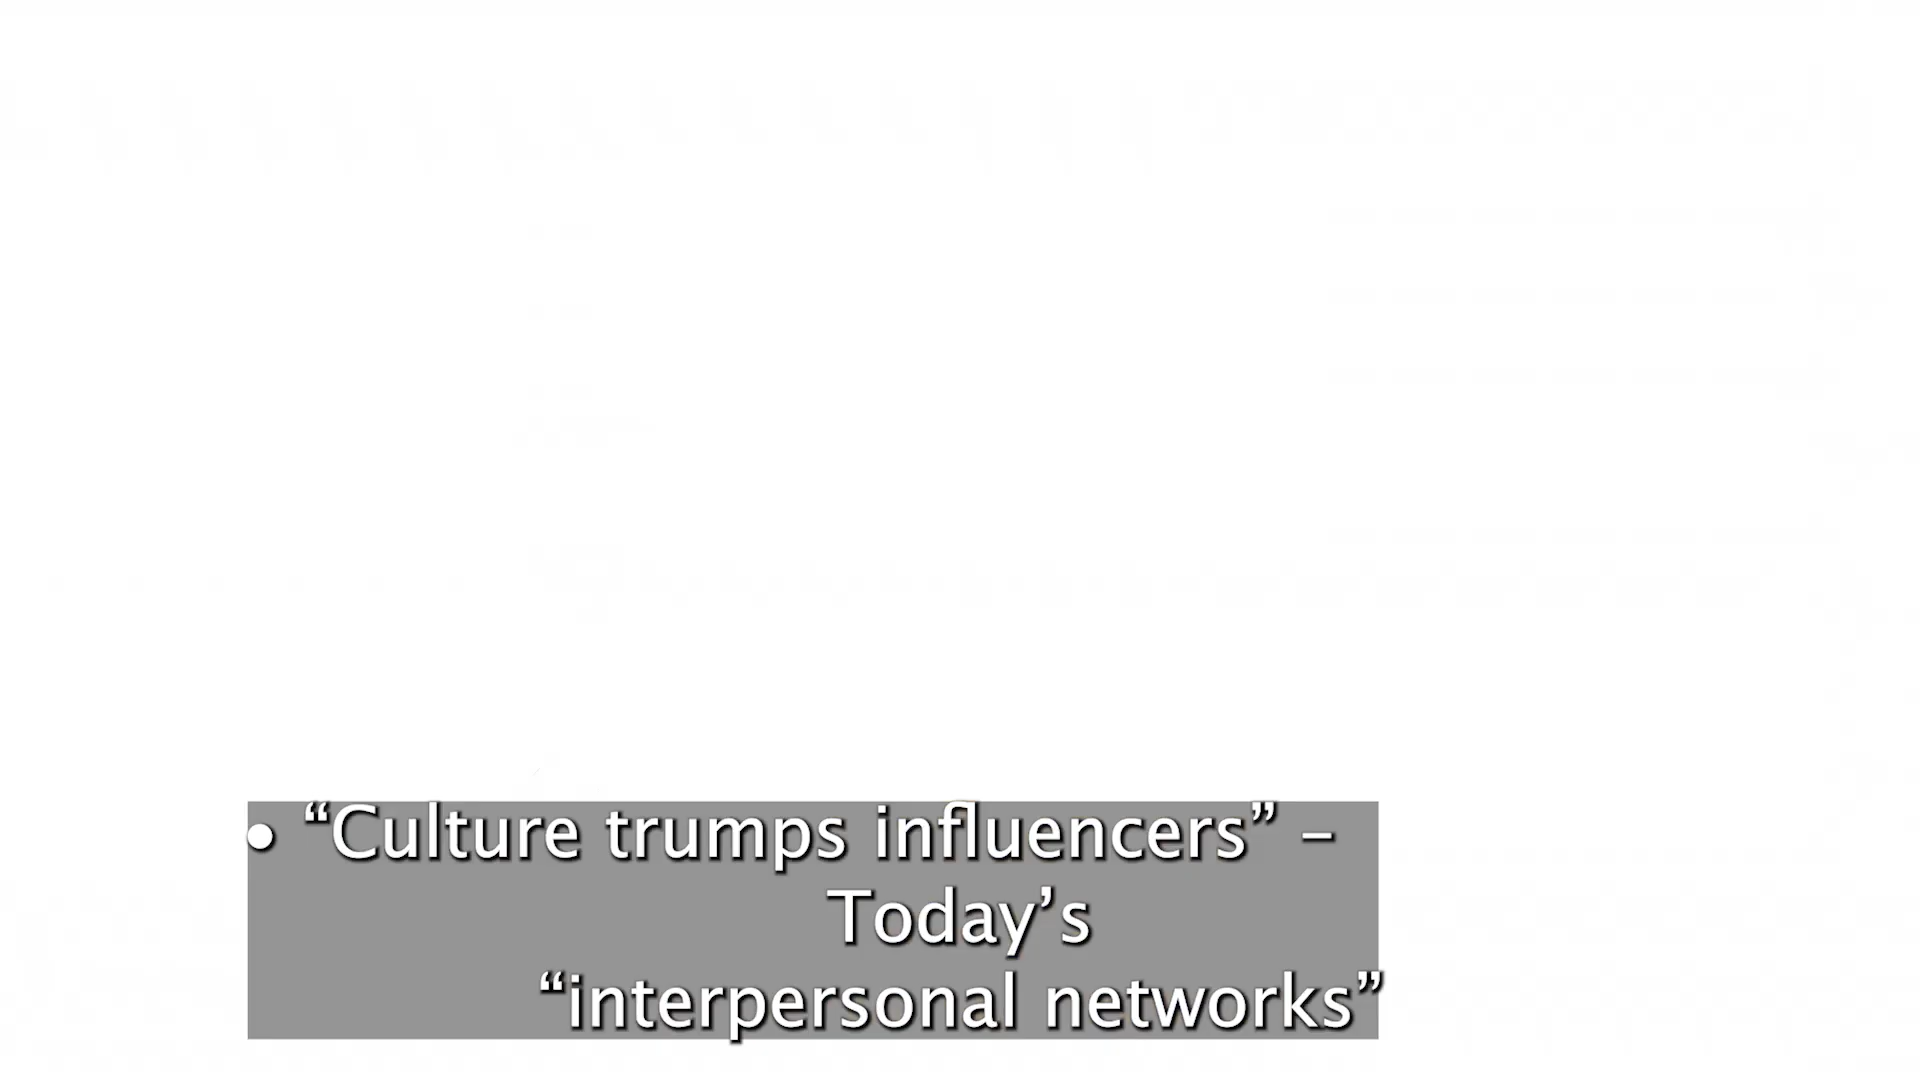 • “Culture trumps influencers” –
Today’s
“interpersonal networks”